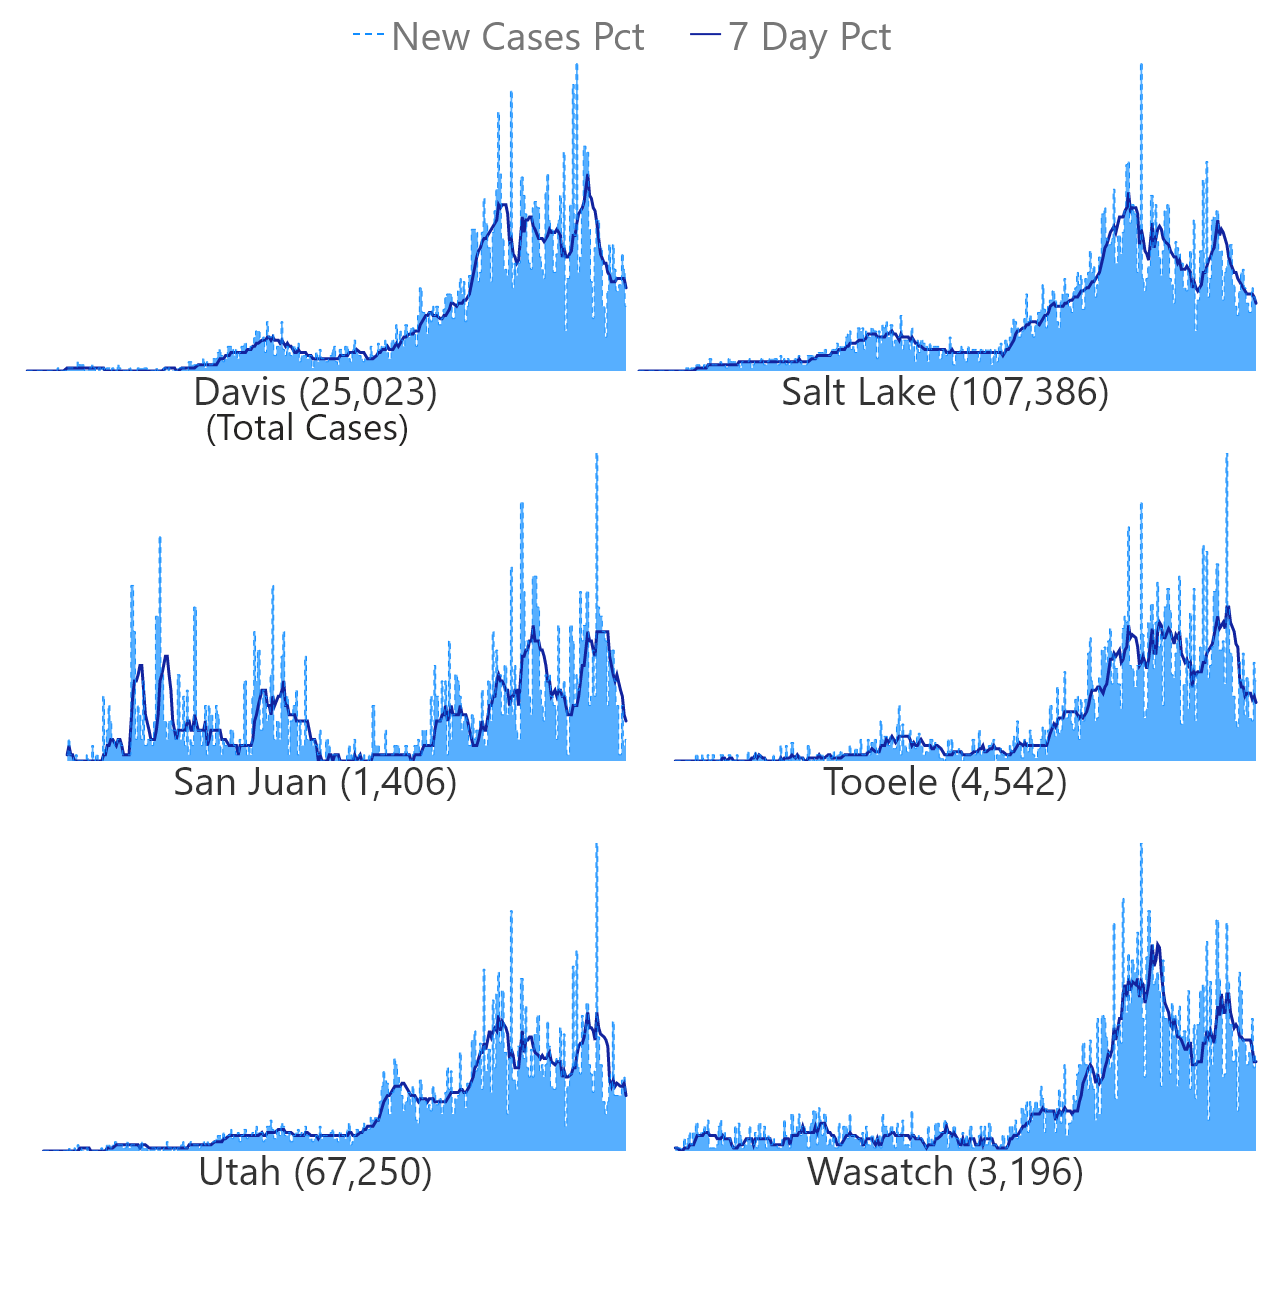 New Cases Pct 7 Day Pct
Davis (25,023)
(Total Cases)
Salt Lake (107,386)
San Juan (1,406)
Tooele (4,542)
Utah (67,250)
Wasatch (3,196)